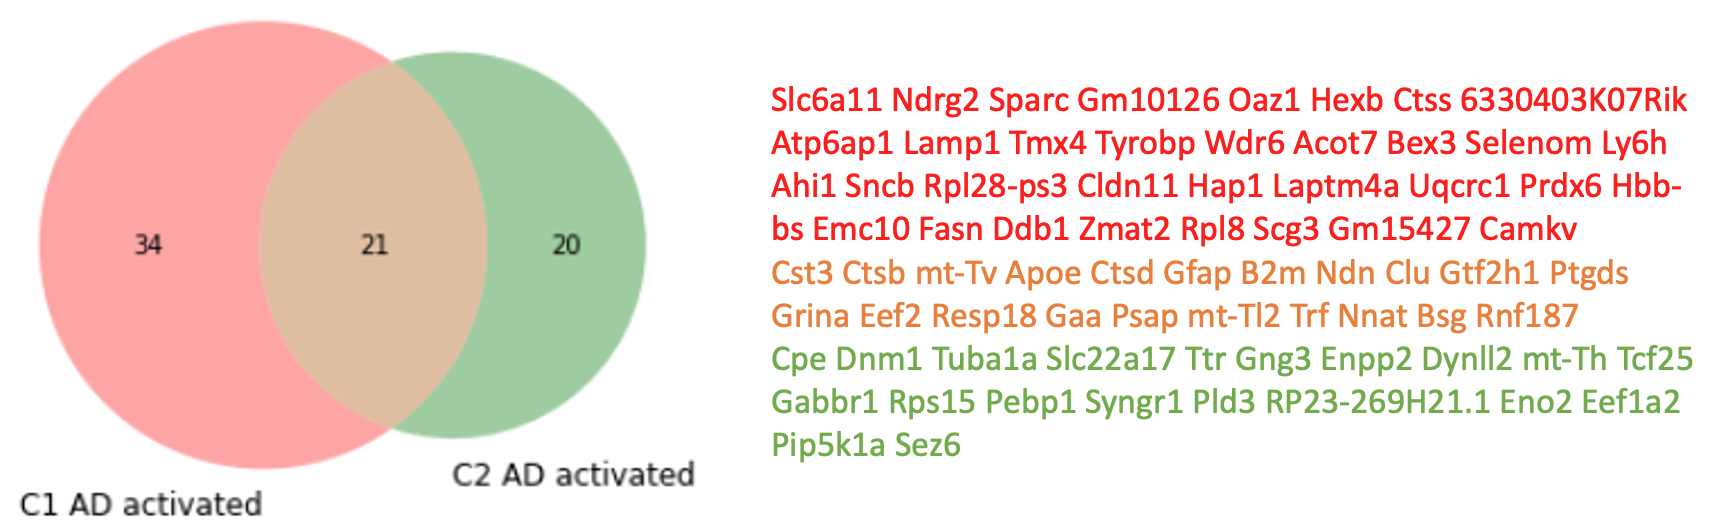 34
21
20
C1 AD activated
C2 AD activated
Slc6a11 Ndrg2 Sparc Gm10126 Oaz1 Hexb Ctss 6330403K07Rik
Atp6ap1 Lamp1 Tmx4 Tyrobp Wdr6 Acot7 Bex3 Selenom Ly6h
Ahi1 Sncb Rpl28-ps3 Cldn11 Hap1 Laptm4a Uqcrc1 Prdx6 Hbb-
bs Emc10 Fasn Ddb1 Zmat2 Rpl8 Scg3 Gm15427 Camkv
Cst3 Ctsb mt-Tv Apoe Ctsd Gfap B2m Ndn Clu Gtf2h1 Ptgds
Grina Eef2 Resp18 Gaa Psap mt-Tl2 Trf Nnat Bsg Rnf187
Cpe Dnm1 Tuba1a Slc22a17 Ttr Gng3 Enpp2 Dynll2 mt-Th Tcf25
Gabbr1 Rps15 Pebp1 Syngr1 Pld3 RP23-269H21.1 Eno2 Eef1a2
Pip5k1a Sez6